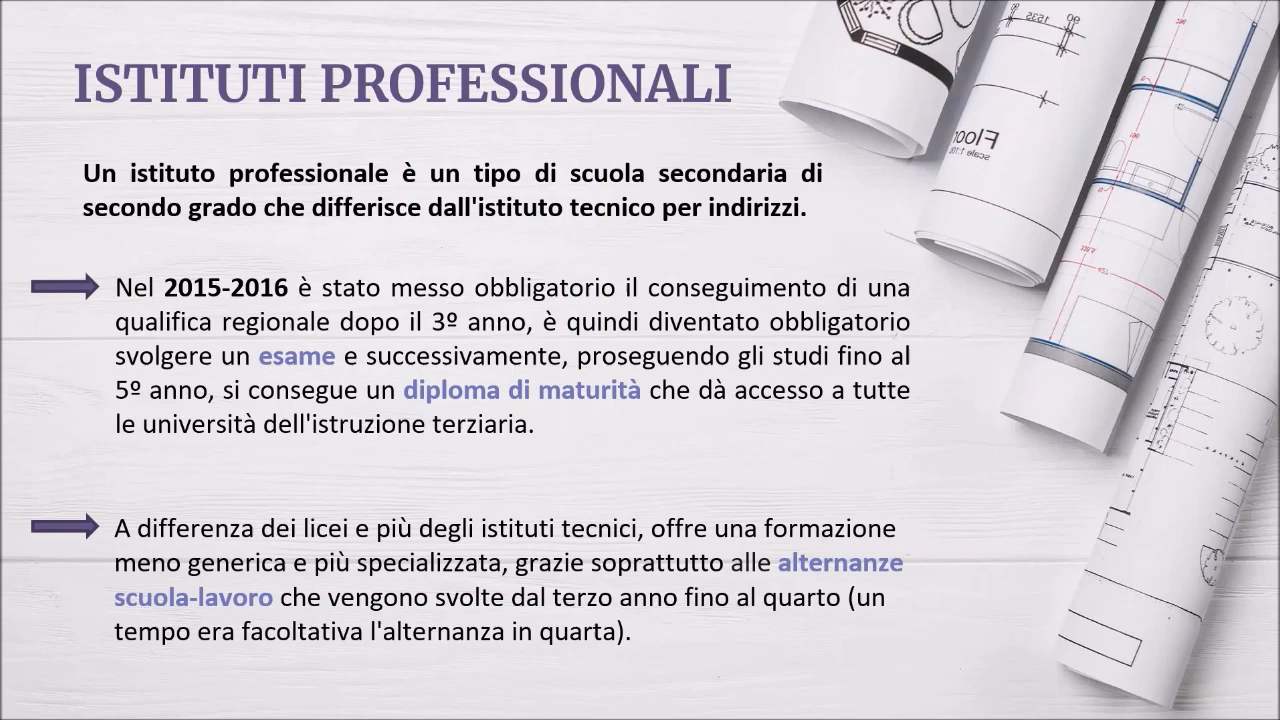 ISTITUTI PROFESSIONALI
Un istituto professionale è un tipo di scuola secondaria di
secondo grado che differisce dall'istituto tecnico per indirizzi.
Nel 2015-2016 è stato messo obbligatorio il conseguimento di una
qualifica regionale dopo il 3º anno, è quindi diventato obbligatorio
svolgere un esame e successivamente, proseguendo gli studi fino al
5º anno, si consegue un diploma di maturità che dà accesso a tutte
le università dell'istruzione terziaria.
A differenza dei licei e più degli istituti tecnici, offre una formazione
meno generica e più specializzata, grazie soprattutto alle alternanze
scuola-lavoro che vengono svolte dal terzo anno fino al quarto (un
tempo era facoltativa l'alternanza in quarta).
90
1535
90
Floor